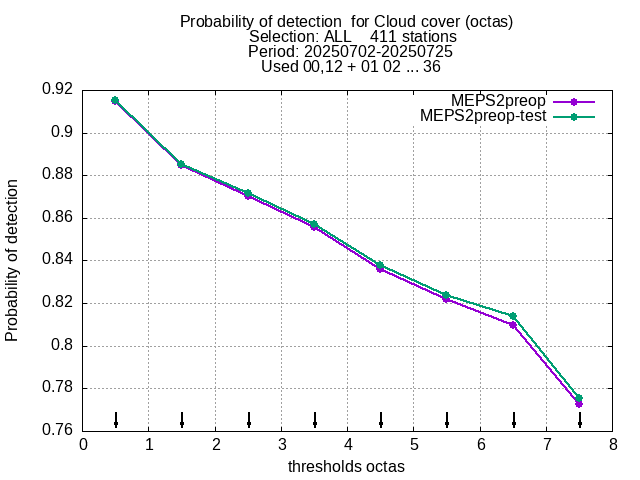 Probability of detection  for Cloud cover (octas)
Selection: ALL    411 stations
Period: 20250702-20250725
Used 00,12 + 01 02 ... 36
MEPS2preop
MEPS2preop-test
Probability of detection
0.92
0.9
0.88
0.86
0.84
0.82
0.8
0.78
0.76
0 1 2 3 4 5 6 7 8
thresholds octas